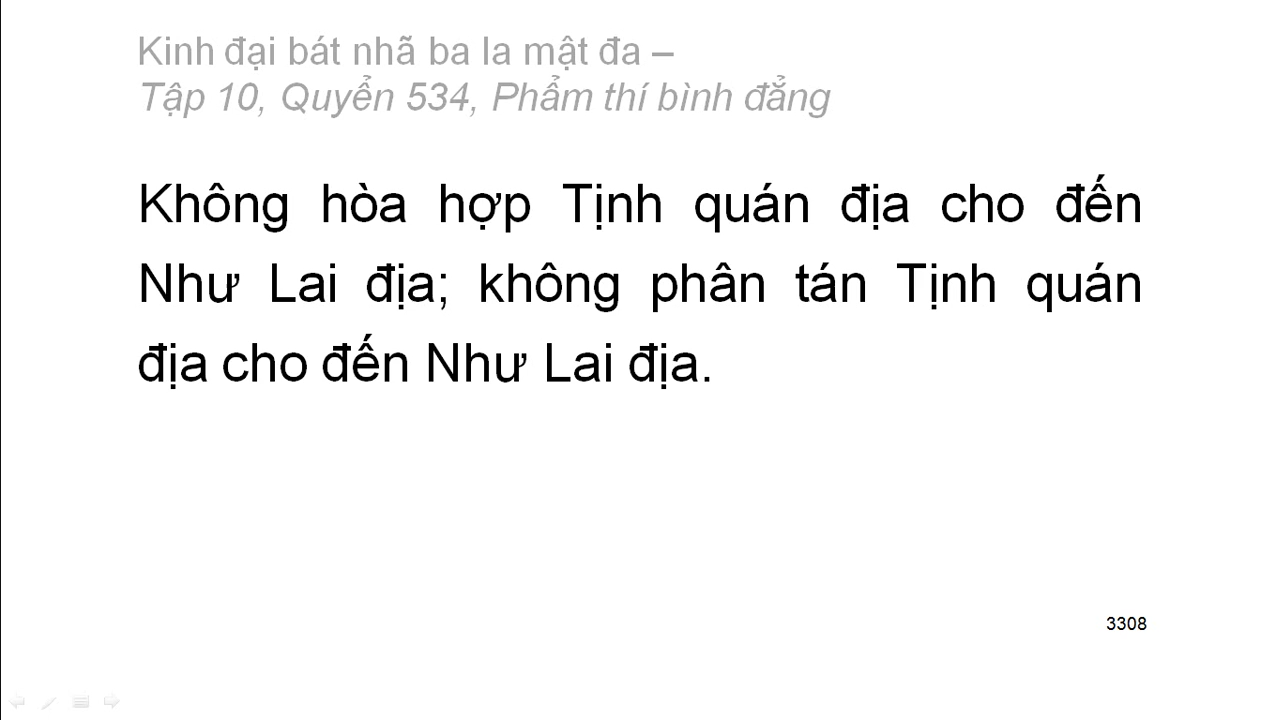 Kinh đại bát nhã ba la mật đa –
Tập 10, Quyển 534, Phẩm thí bình đẳng
Không hòa hợp Tịnh quán địa cho đến
Như Lai địa; không phân tán Tịnh quán
địa cho đến Như Lai địa.
3308